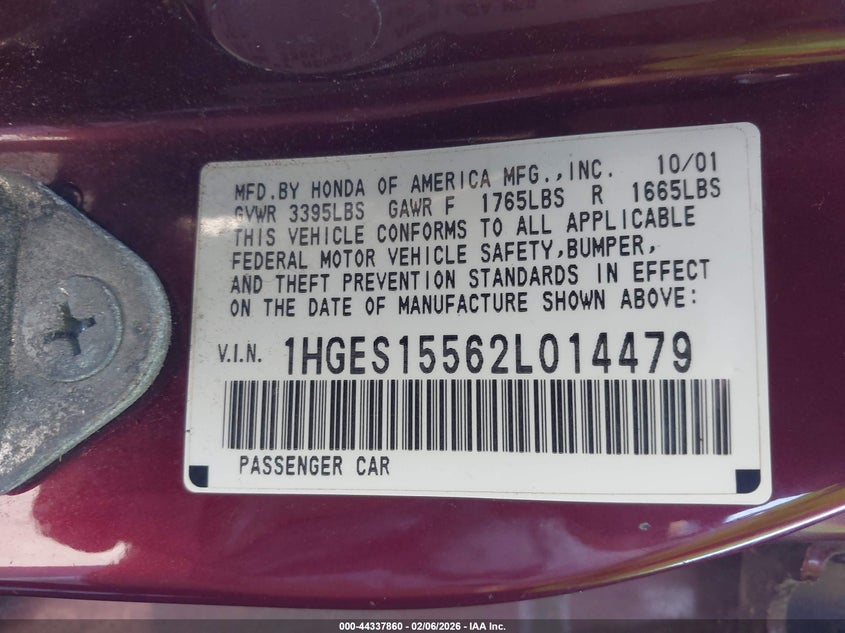 MFD.BY HONDA OF AMERICA MFG.,INC. 10/01
GVWR 3395LBS GAWR F 1765LBS R 1665LBS
THIS VEHICLE CONFORMS TO ALL APPLICABLE
FEDERAL MOTOR VEHICLE SAFETY,BUMPER,
AND THEFT PREVENTION STANDARDS IN EFFECT
ON THE DATE OF MANUFACTURE SHOWN ABOVE:
V.I.N. 1HGES15562L014479
PASSENGER CAR
000-44337860 - 02/06/2026 - IAA Inc.